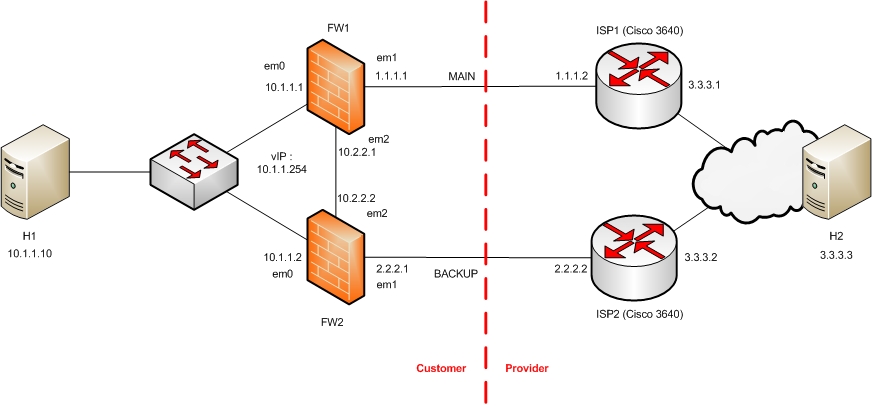 FW1
ISP1 (Cisco 3640)
em0
em1
10.1.1.1
1.1.1.1
MAIN
1.1.1.2
3.3.3.1
em2
10.2.2.1
vIP :
10.1.1.254
10.2.2.2
em2
H1
10.1.1.10
H2
3.3.3.3
10.1.1.2
em0
2.2.2.1
em1
BACKUP
2.2.2.2
3.3.3.2
FW2
ISP2 (Cisco 3640)
Customer
Provider